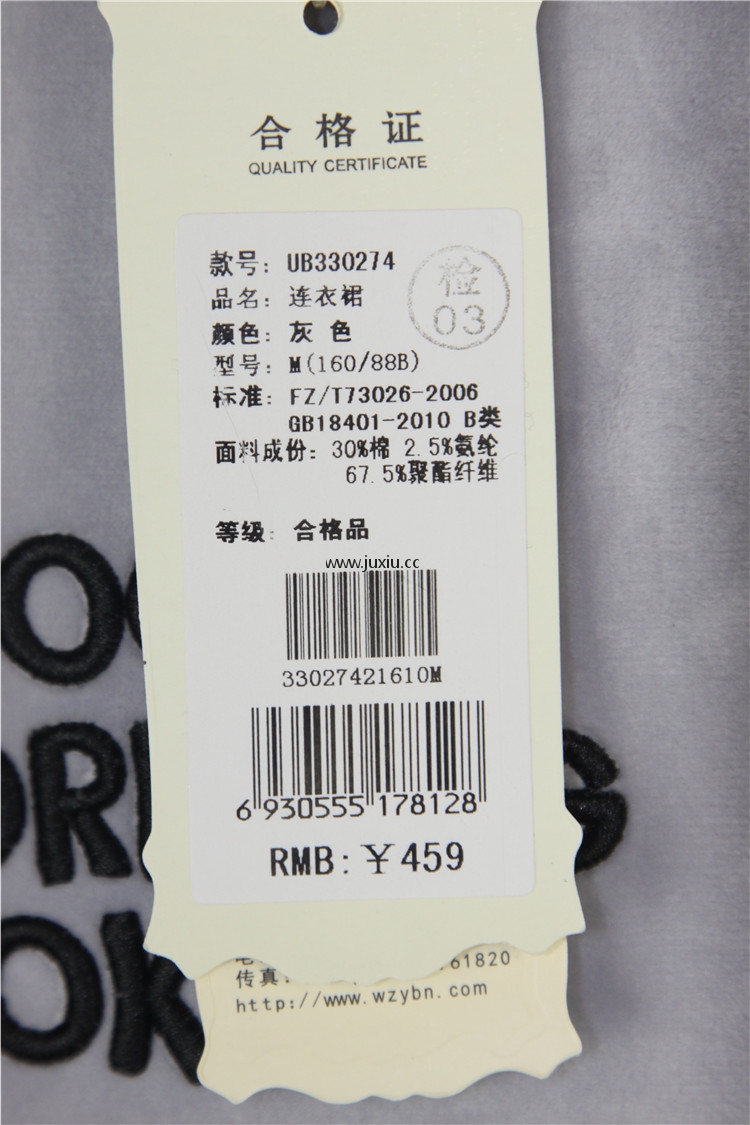 合格证
QUALITY CERTIFICATE
款号: UB330274
检
03
品名: 连衣裙
颜色: 灰色
型号: M(160/88B)
标准: FZ/T73026-2006
GB18401-2010 B类
面料成份: 30%棉 2.5%氨纶
67.5%聚酯纤维
等级: 合格品
www.juxiu.cc
33027421610M
6 930555 178128
RMB: ¥459
61820
传真:
http://www.wzybn.com
OK